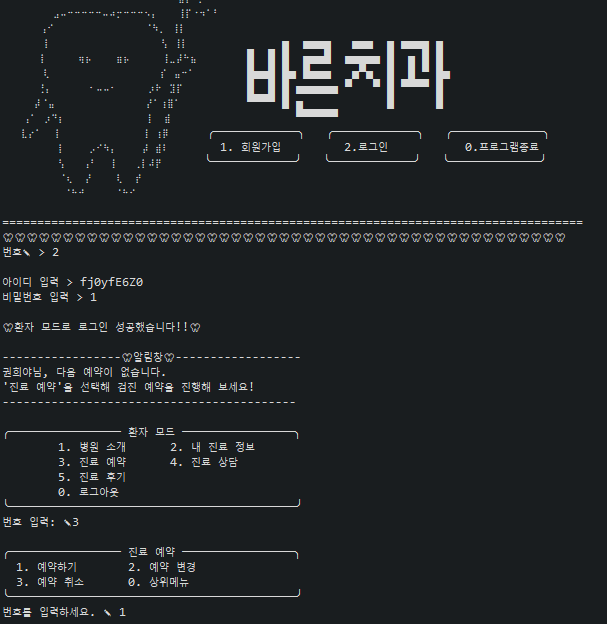 바른치과
1. 회원가입 2.로그인 0.프로그램종료
================================================================================
번호 > 2
아이디 입력 > fj0yfE6Z0
비밀번호 입력 > 1
🦷환자 모드로 로그인 성공했습니다!!🦷
-----------------🦷알림창🦷------------------
권희야님, 다음 예약이 없습니다.
'진료 예약'을 선택해 검진 예약을 진행해 보세요!
------------------------------------------
환자 모드
1. 병원 소개 2. 내 진료 정보
3. 진료 예약 4. 진료 상담
5. 진료 후기
0. 로그아웃
번호 입력: 3
진료 예약
1. 예약하기 2. 예약 변경
3. 예약 취소 0. 상위메뉴
번호를 입력하세요. 1